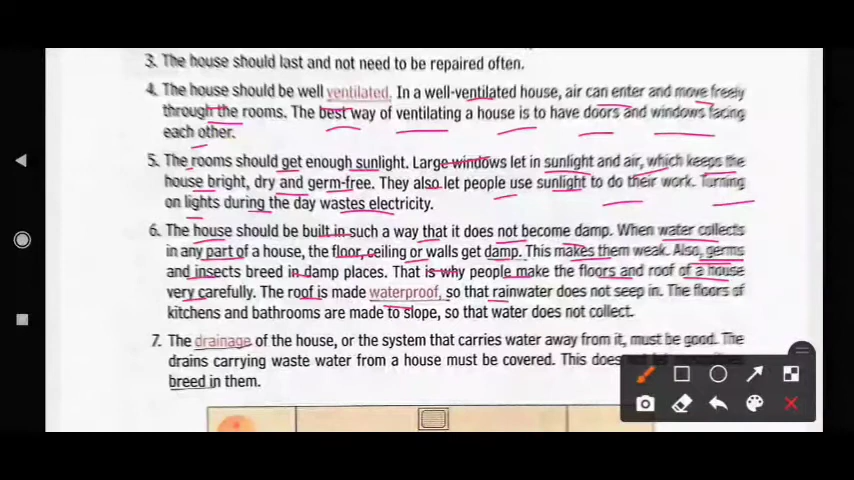 3. The house should last and not need to be repaired often.
4. The house should be well ventilated. In a well-ventilated house, air can enter and move freely
through the rooms. The best way of ventilating a house is to have doors and windows facing
each other.
5. The rooms should get enough sunlight. Large windows let in sunlight and air, which keeps the
house bright, dry and germ-free. They also let people use sunlight to do their work. Turning
on lights during the day wastes electricity.
6. The house should be built in such a way that it does not become damp. When water collects
in any part of a house, the floor, ceiling or walls get damp. This makes them weak. Also, germs
and insects breed in damp places. That is why people make the floors and roof of a house
very carefully. The roof is made waterproof, so that rainwater does not seep in. The floors of
kitchens and bathrooms are made to slope, so that water does not collect.
7. The drainage of the house, or the system that carries water away from it, must be good. The
drains carrying waste water from a house must be covered. This does
breed in them.